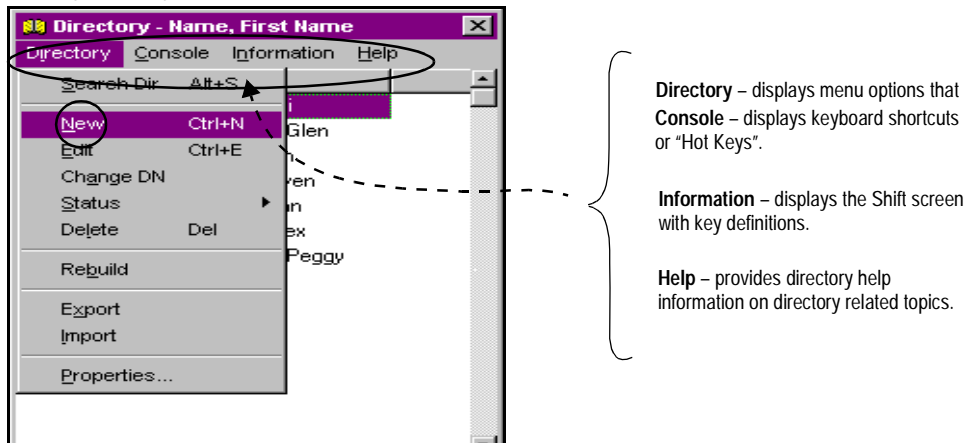 Directory - Name, First Name
Directory Console Information Help
Search Dir Alt+S
New Ctrl+N
Edit Ctrl+E
Change DN
Status
Delete Del
Rebuild
Export
Import
Properties...
i
Glen
ven
ex
Peggy
Directory – displays menu options that
Console – displays keyboard shortcuts
or “Hot Keys”.
Information – displays the Shift screen
with key definitions.
Help – provides directory help
information on directory related topics.